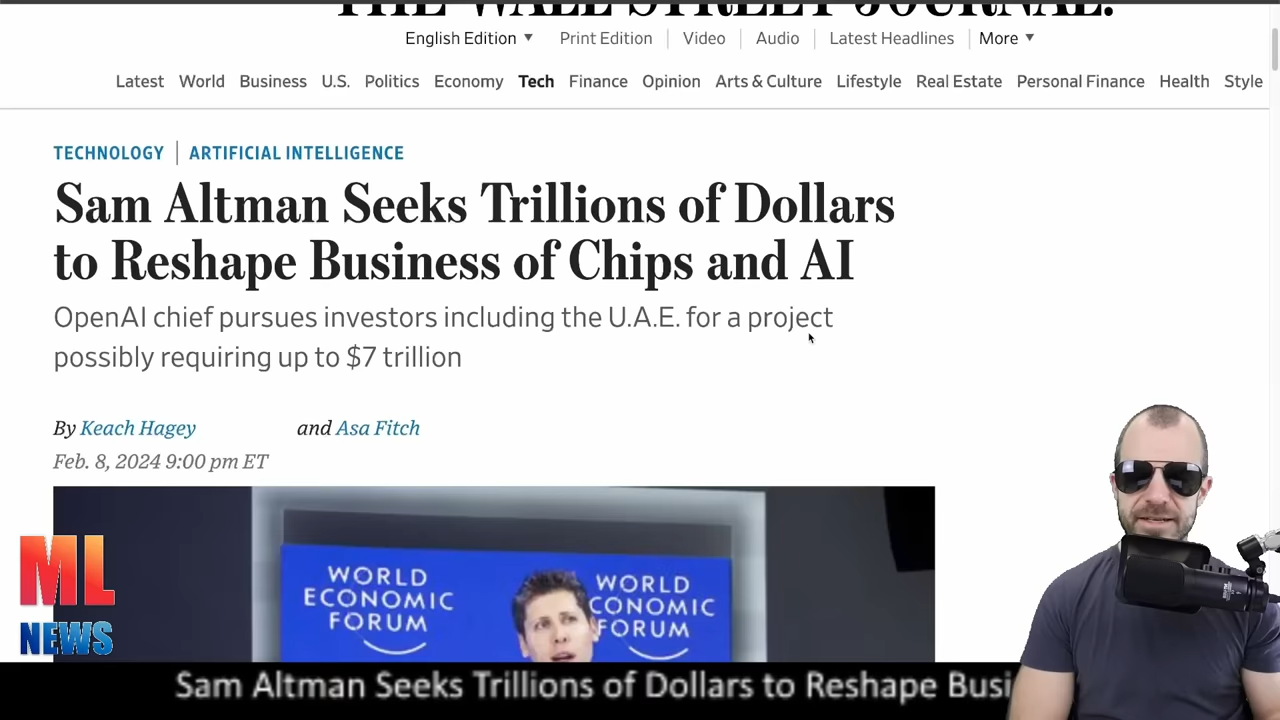 THE WALL STREET JOURNAL.
English Edition Print Edition Video Audio Latest Headlines More
Latest World Business U.S. Politics Economy Tech Finance Opinion Arts & Culture Lifestyle Real Estate Personal Finance Health Style
TECHNOLOGY ARTIFICIAL INTELLIGENCE
Sam Altman Seeks Trillions of Dollars
to Reshape Business of Chips and AI
OpenAI chief pursues investors including the U.A.E. for a project
possibly requiring up to $7 trillion
By Keach Hagey and Asa Fitch
Feb. 8, 2024 9:00 pm ET
WORLD
ECONOMIC
FORUM
WORLD
CONOMIC
FORUM
ML
NEWS
Sam Altman Seeks Trillions of Dollars to Reshape Busi